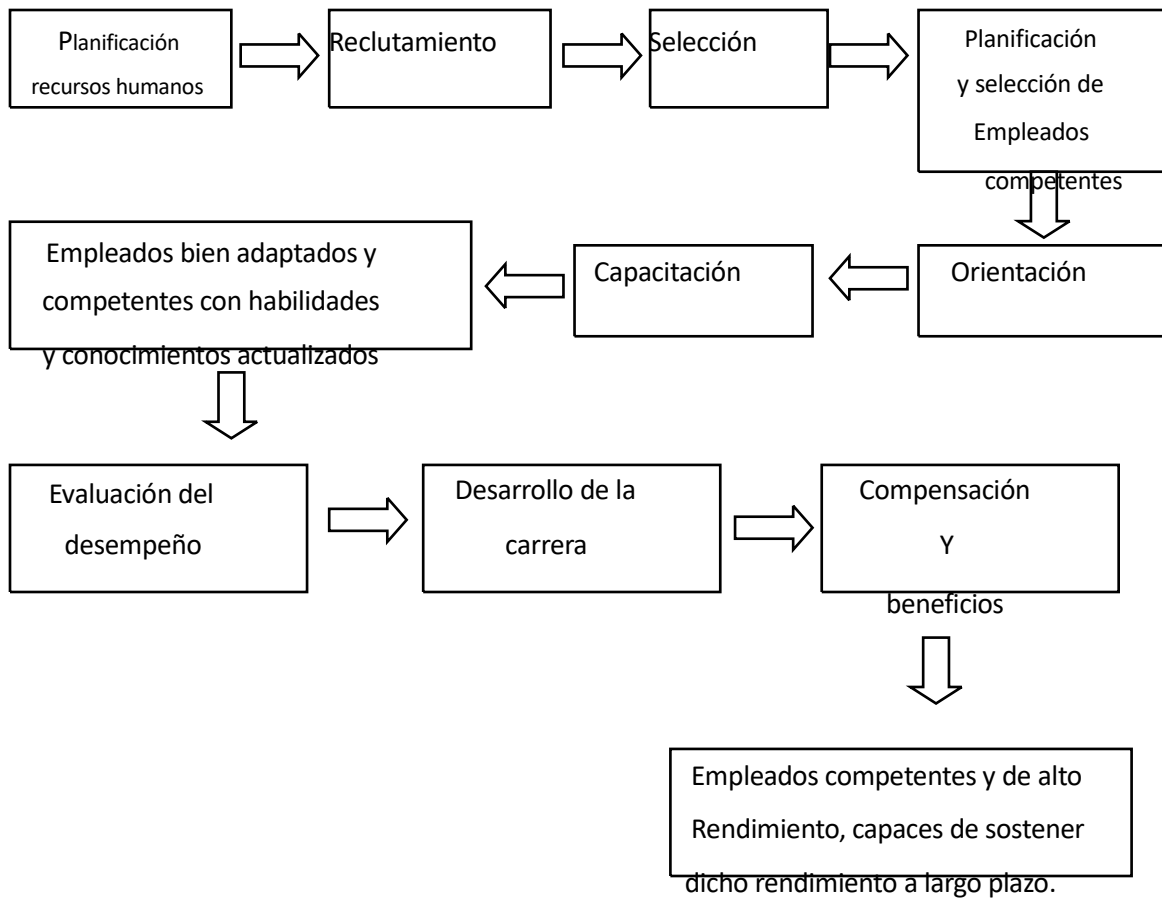 Planificación
recursos humanos
Reclutamiento
Selección
Planificación
y selección de
Empleados
competentes
Orientación
Capacitación
Empleados bien adaptados y
competentes con habilidades
y conocimientos actualizados
Evaluación del
desempeño
Desarrollo de la
carrera
Compensación
Y
beneficios
Empleados competentes y de alto
Rendimiento, capaces de sostener
dicho rendimiento a largo plazo.